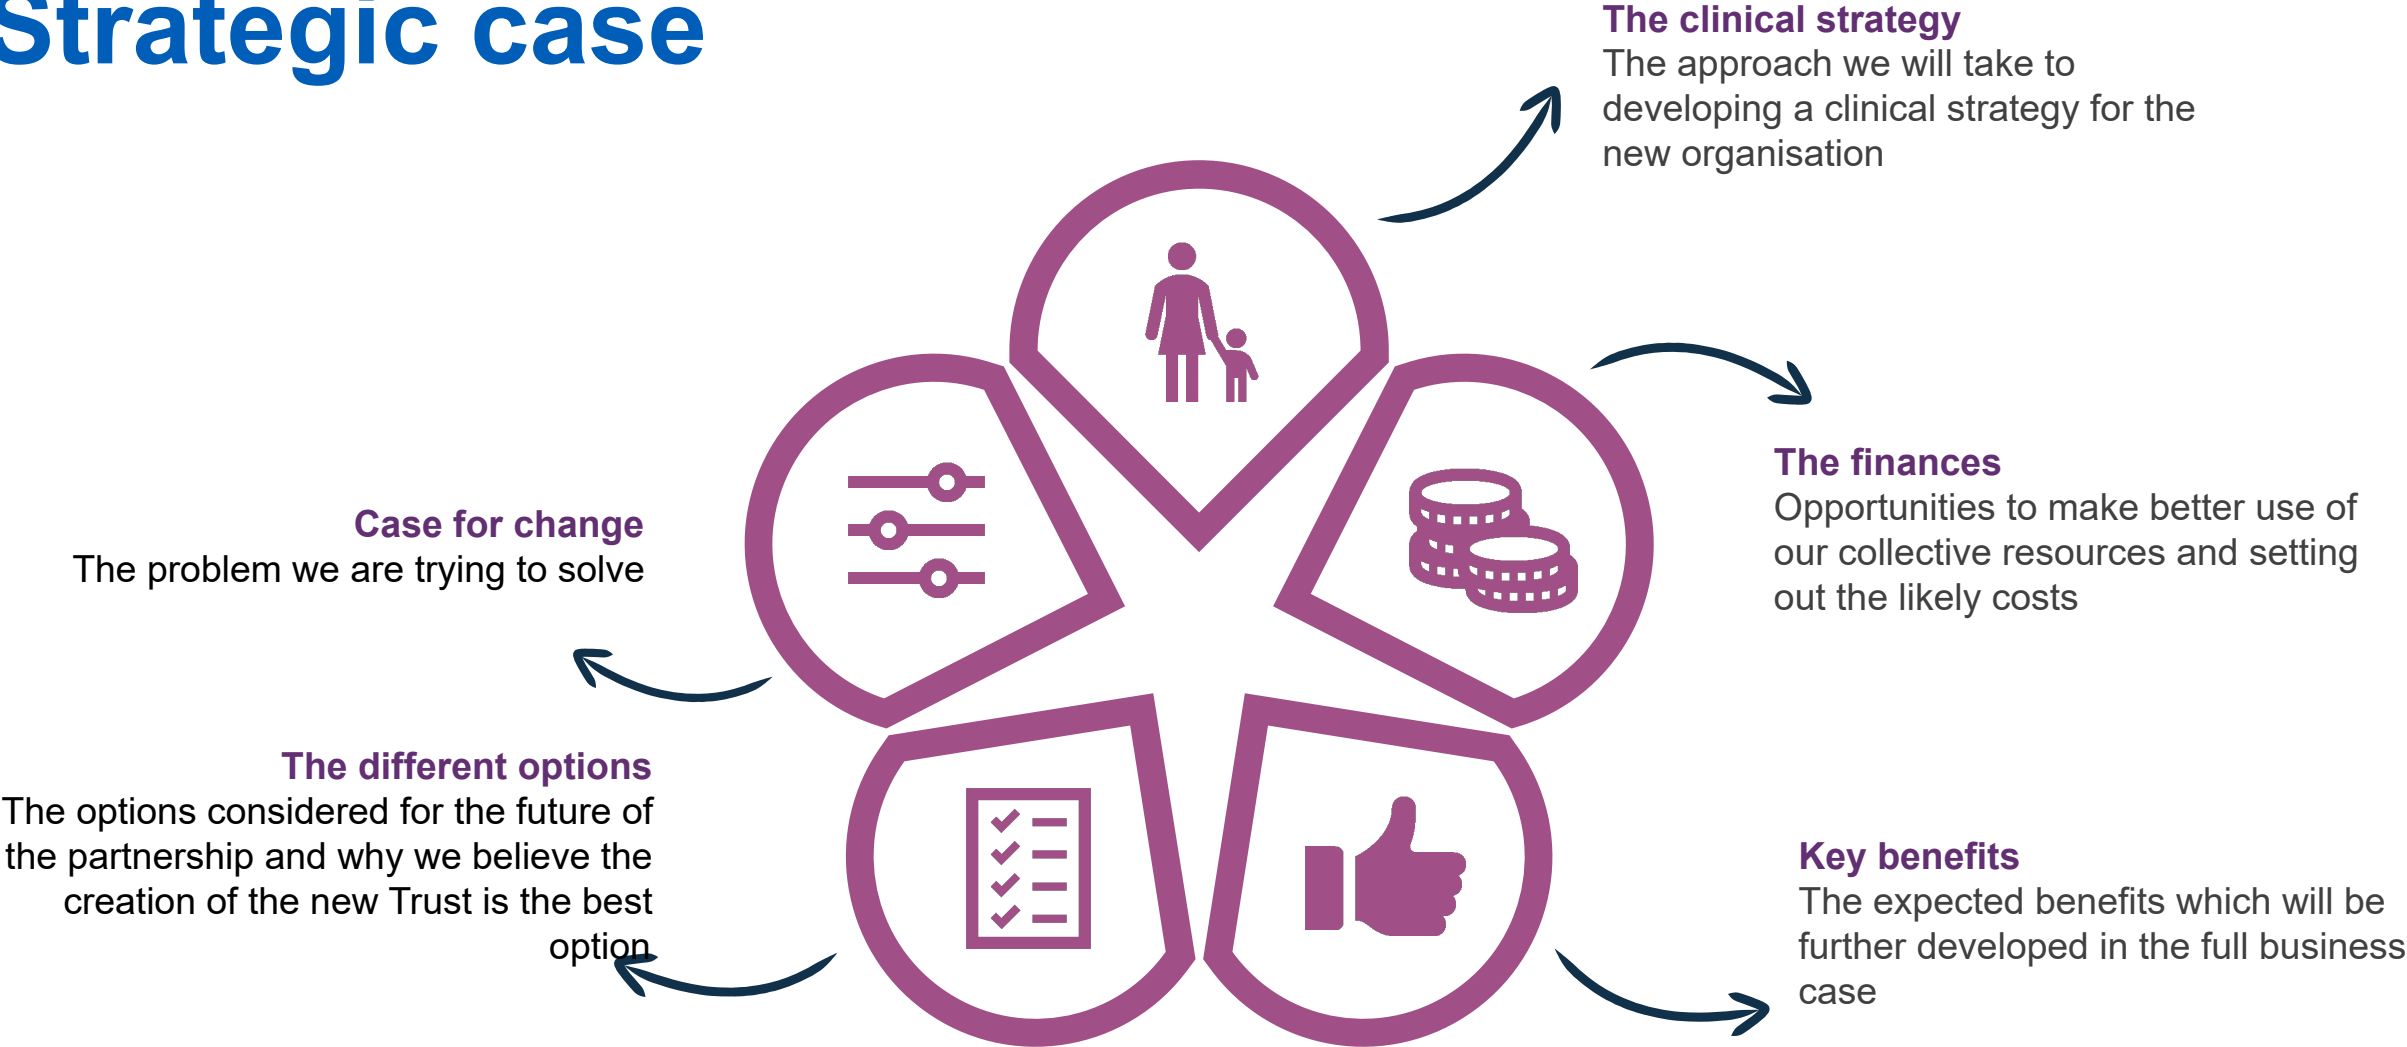 Strategic case
The clinical strategy
The approach we will take to
developing a clinical strategy for the
new organisation
The finances
Opportunities to make better use of
our collective resources and setting
out the likely costs
Key benefits
The expected benefits which will be
further developed in the full business
case
Case for change
The problem we are trying to solve
The different options
The options considered for the future of
the partnership and why we believe the
creation of the new Trust is the best
option